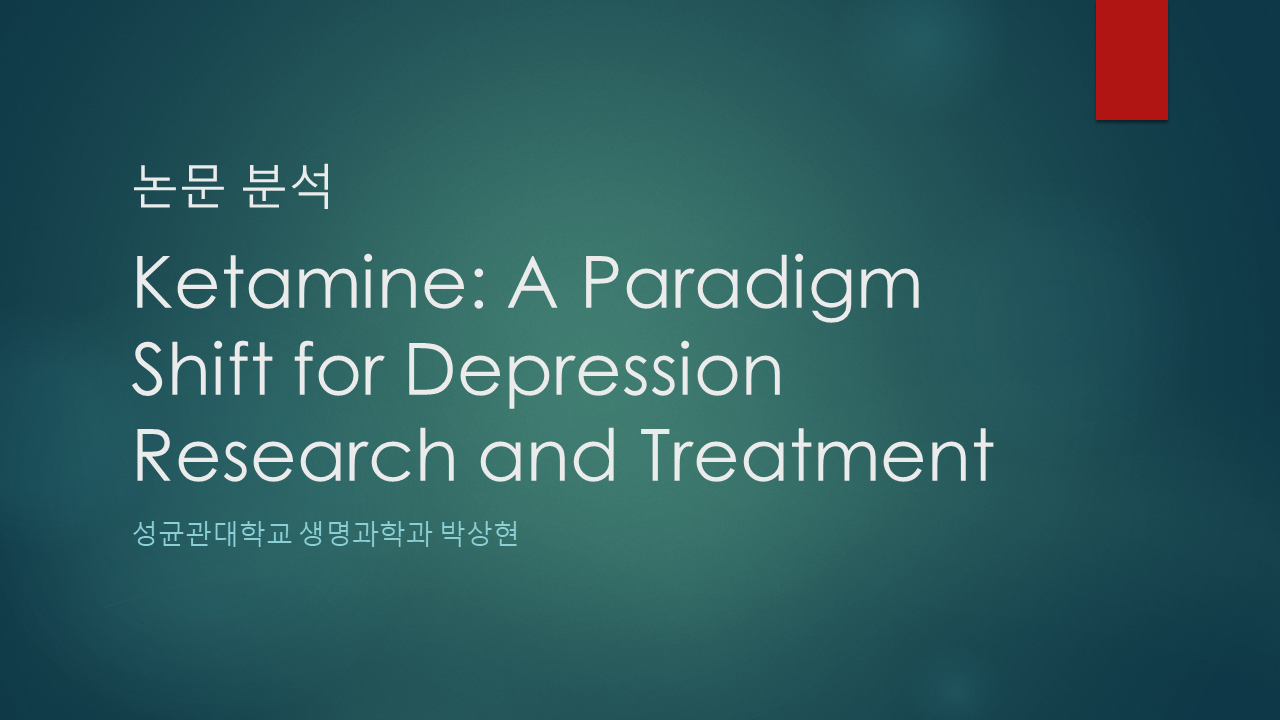 논문 분석
Ketamine: A Paradigm
Shift for Depression
Research and Treatment
성균관대학교 생명과학과 박상현